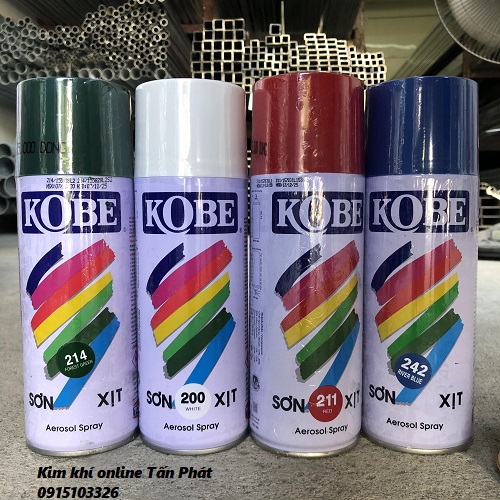 KOBE
214
FOREST GREEN
SƠN XỊT
Aerosol Spray
KOBE
200
WHITE
SƠN XỊT
Aerosol Spray
KOBE
211
RED
SƠN XỊT
Aerosol Spray
KOBE
242
RIVER BLUE
SƠN XỊT
Aerosol Spray
Kim khí online Tấn Phát
0915103326